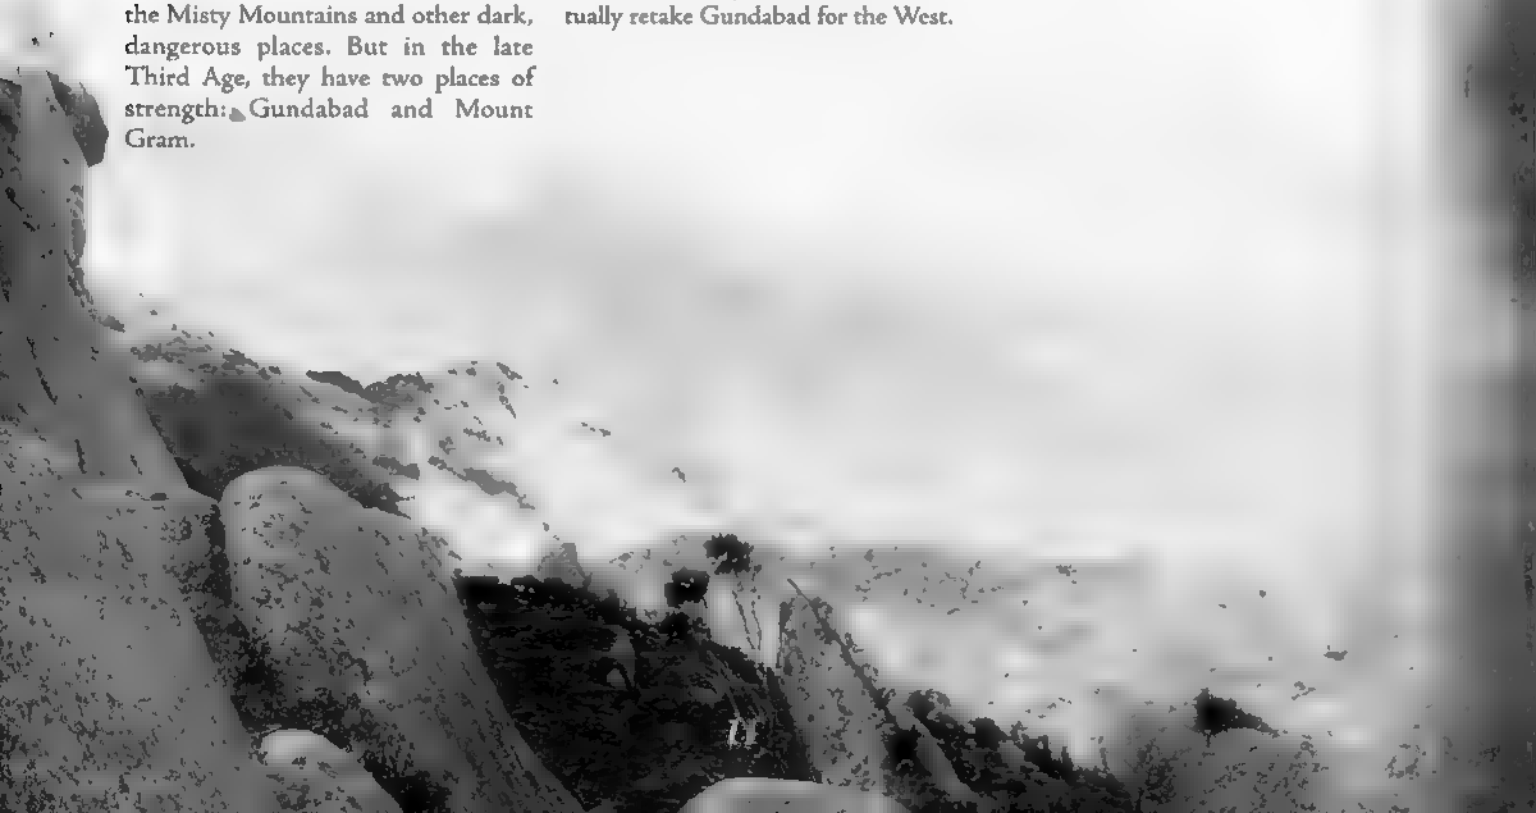 the Misty Mountains and other dark,
dangerous places. But in the late
Third Age, they have two places of
strength: Gundabad and Mount
Gram.
tually retake Gundabad for the West.
11